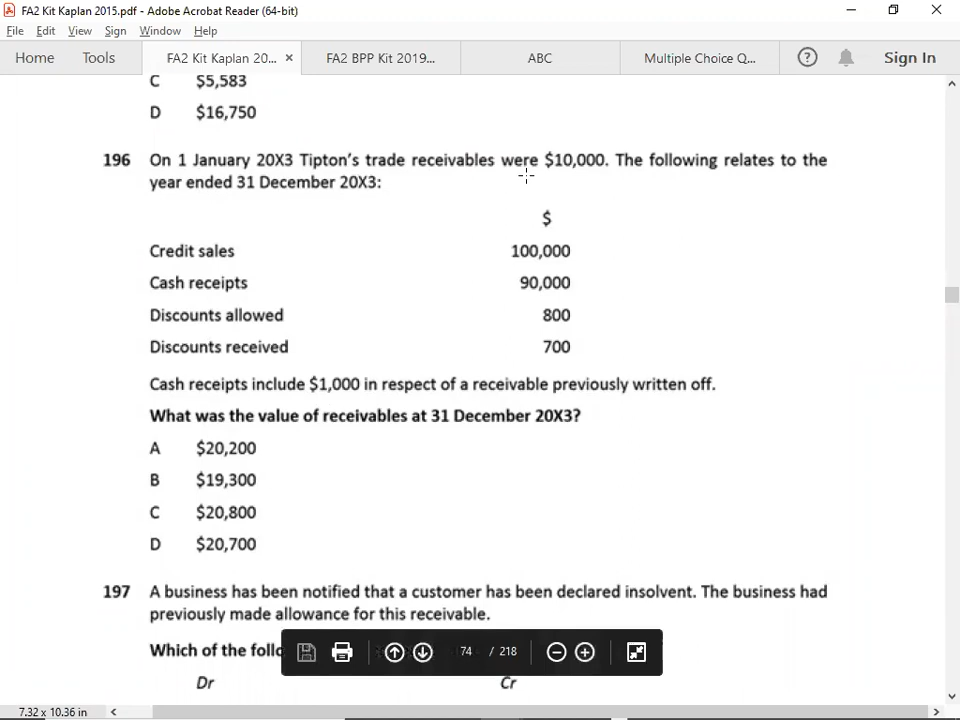 FA2 Kit Kaplan 2015.pdf - Adobe Acrobat Reader (64-bit)
File Edit View Sign Window Help
Home Tools FA2 Kit Kaplan 20... × FA2 BPP Kit 2019... ABC Multiple Choice Q... Sign In
C $5,583
D $16,750
196 On 1 January 20X3 Tipton's trade receivables were $10,000. The following relates to the
year ended 31 December 20X3:
$
Credit sales 100,000
Cash receipts 90,000
Discounts allowed 800
Discounts received 700
Cash receipts include $1,000 in respect of a receivable previously written off.
What was the value of receivables at 31 December 20X3?
A $20,200
B $19,300
C $20,800
D $20,700
197 A business has been notified that a customer has been declared insolvent. The business had
previously made allowance for this receivable.
Which of the follo
74 / 218
Dr Cr
7.32 x 10.36 in